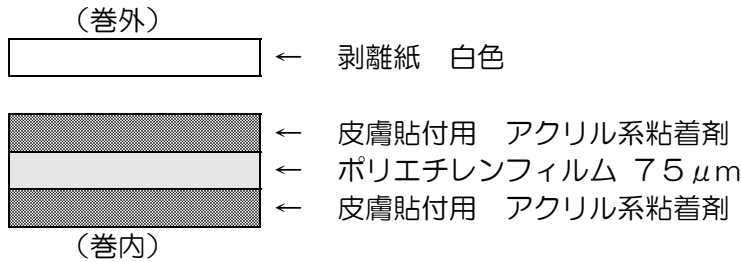 （巻外）
← 剥離紙　白色
← 皮膚貼付用　アクリル系粘着剤
← ポリエチレンフィルム ７５μｍ
← 皮膚貼付用　アクリル系粘着剤
（巻内）